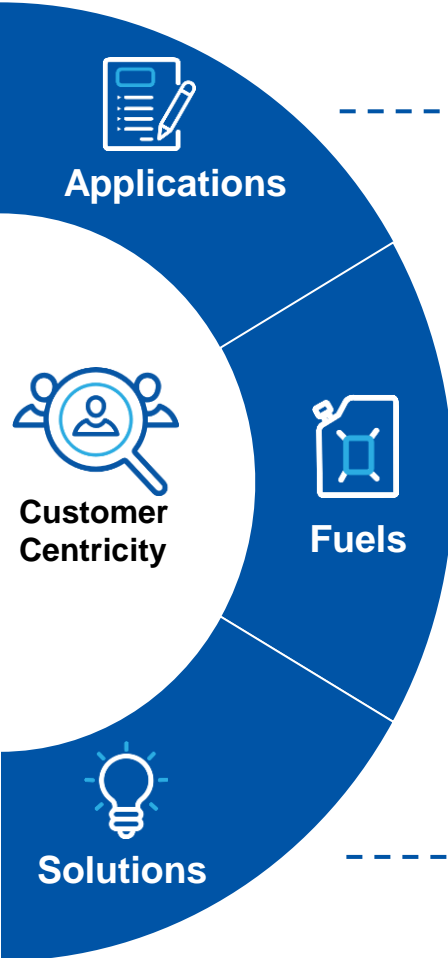 Applications
Customer
Centricity
Fuels
Solutions